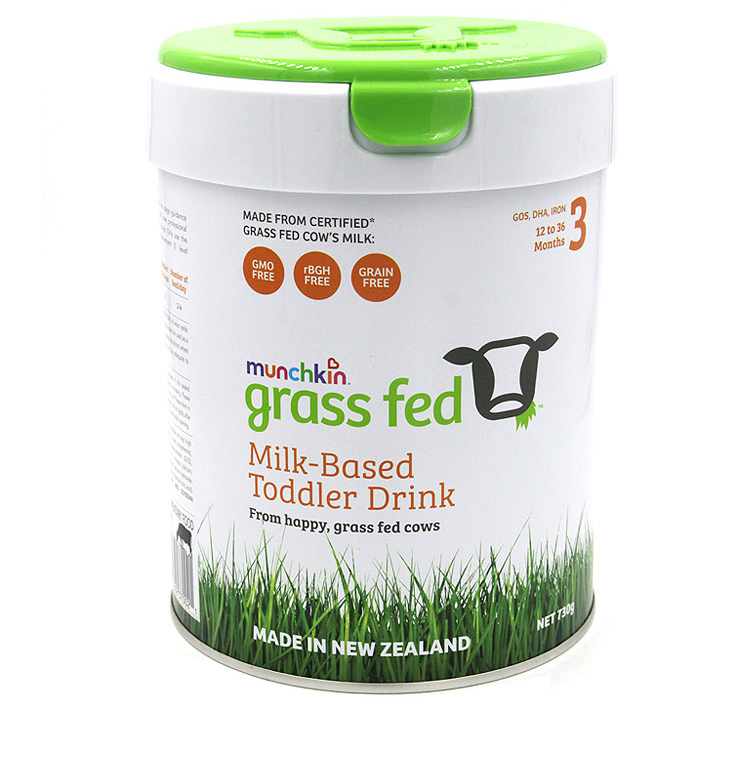 MADE FROM CERTIFIED*
GRASS FED COW'S MILK:
GMO
FREE
rBGH
FREE
GRAIN
FREE
GOS, DHA, IRON
12 to 36
Months
3
munchkin
grass fed
Milk-Based
Toddler Drink
From happy, grass fed cows
MADE IN NEW ZEALAND
NET 730g